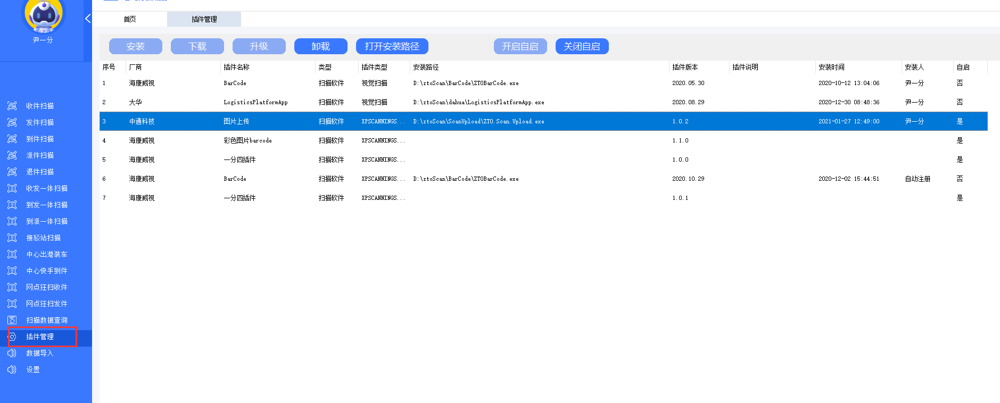 尹一分
首页 插件管理
安装 下载 升级 卸载 打开安装路径 开启自启 关闭自启
序号 厂商 插件名称 类型 插件类型 安装路径 插件版本 插件说明 安装时间 安装人 自启
1 海康威视 BarCode 扫描软件 视觉扫描 D:\ztoScan\BarCode\ZTOBarCode.exe 2020.05.30 2020-10-12 13:04:06 尹一分 否
2 大华 LogisticsPlatformApp 扫描软件 视觉扫描 D:\ztoScan\dahua\LogisticsPlatformApp.exe 2020.08.29 2020-12-30 08:48:36 尹一分 否
3 中通科技 图片上传 扫描软件 XPSCANNINGS... D:\ztoScan\ScanUpload\ZTO.Scan.Upload.exe 1.0.2 2021-01-27 12:49:00 尹一分 是
4 海康威视 彩色图片barcode 扫描软件 XPSCANNINGS... 1.1.0 是
5 海康威视 一分四插件 扫描软件 XPSCANNINGS... 1.0.0 是
6 海康威视 BarCode 扫描软件 XPSCANNINGS... D:\ztoScan\BarCode\ZTOBarCode.exe 2020.10.29 2020-12-02 15:44:51 自动注册 否
7 海康威视 一分四插件 扫描软件 XPSCANNINGS... 1.0.1 是
收件扫描
发件扫描
到件扫描
派件扫描
退件扫描
收发一体扫描
到发一体扫描
到派一体扫描
接驳站扫描
中心出港装车
中心快手到件
网点狂扫收件
网点狂扫发件
扫描数据查询
插件管理
数据导入
设置